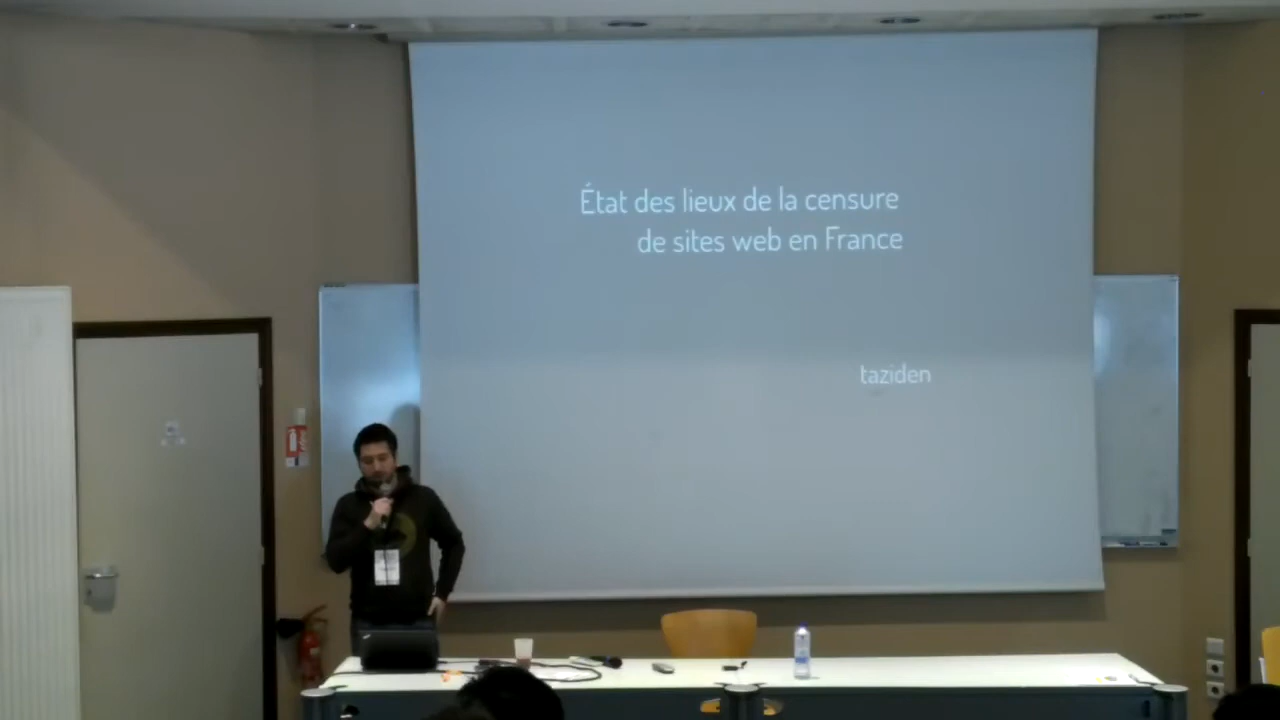 État des lieux de la censure
de sites web en France
taziden